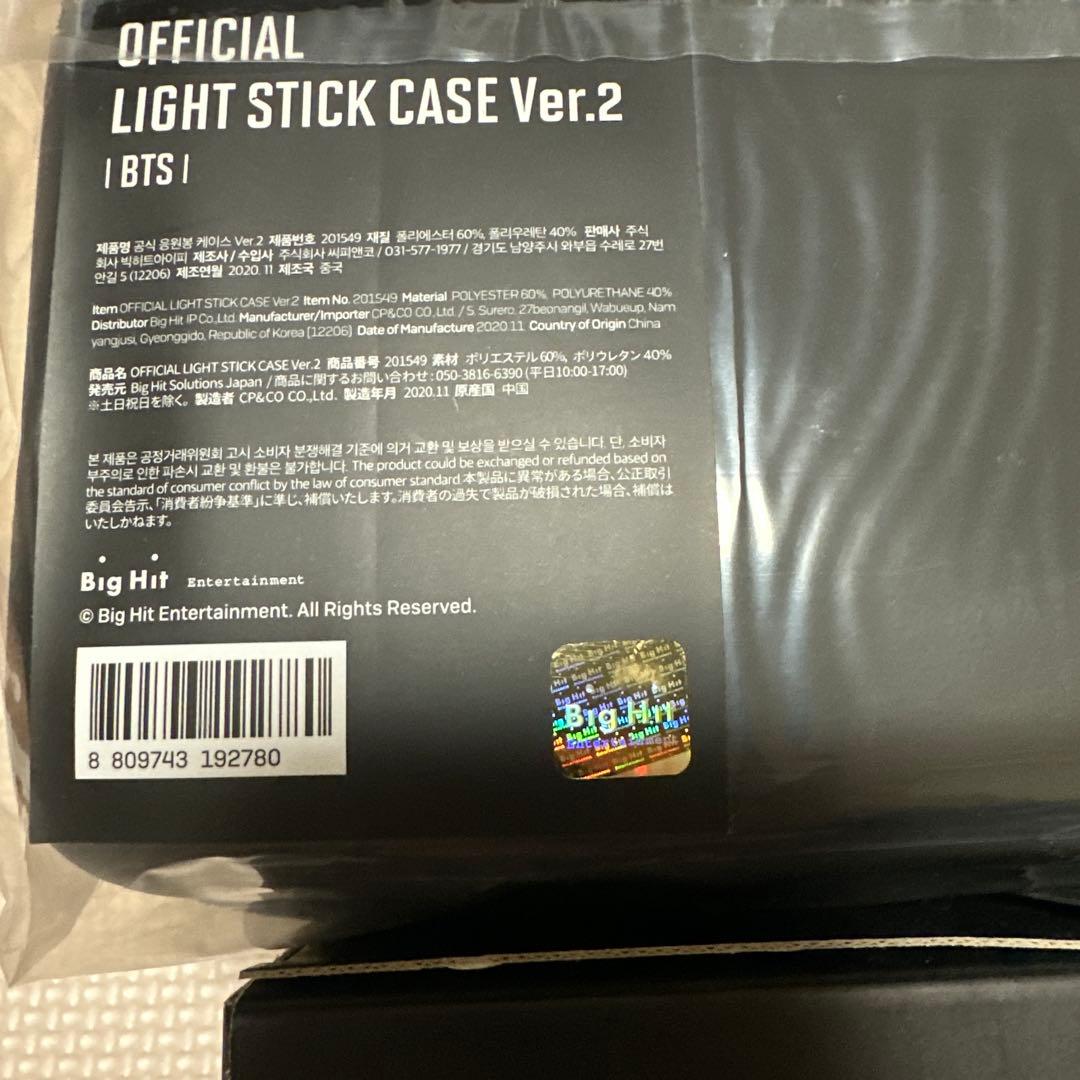 OFFICIAL
LIGHT STICK CASE Ver.2
| BTS |
제품명 공식 응원봉 케이스 Ver.2 제품번호 201549 재질 폴리에스터 60%, 폴리우레탄 40% 판매사 주식
회사 빅히트아이피 제조사 / 수입사 주식회사 씨피앤코 / 031-577-1977 / 경기도 남양주시 와부읍 수레로 27번
안길 5 (12206) 제조연월 2020. 11 제조국 중국
Item OFFICIAL LIGHT STICK CASE Ver.2 Item No. 201549 Material POLYESTER 60%, POLYURETHANE 40%
Distributor Big Hit IP Co.,Ltd. Manufacturer/Importer CP&CO CO.,Ltd. / 5, Surero, 27beonangil, Wabueup, Nam
yangjusi, Gyeonggido, Republic of Korea [12206] Date of Manufacture 2020.11 Country of Origin China
商品名 OFFICIAL LIGHT STICK CASE Ver.2 商品番号 201549 素材 ポリエステル60%, ポリウレタン40%
発売元 Big Hit Solutions Japan / 商品に関するお問い合わせ : 050-3816-6390 (平日10:00-17:00)
※土日祝日を除く。 製造者 CP&CO CO.,Ltd. 製造年月 2020.11 原産国 中国
본 제품은 공정거래위원회 고시 소비자 분쟁해결 기준에 의거 교환 및 보상을 받으실 수 있습니다. 단, 소비자
부주의로 인한 파손시 교환 및 환불은 불가합니다. The product could be exchanged or refunded based on
the standard of consumer conflict by the law of consumer standard 本製品に異常がある場合、公正取引
委員会告示、「消費者紛争基準」に準じ、補償いたします。消費者の過失で製品が破損された場合、補償は
いたしかねます。
Big Hit Entertainment
© Big Hit Entertainment. All Rights Reserved.
8 809743 192780
Big Hit
Entertainment